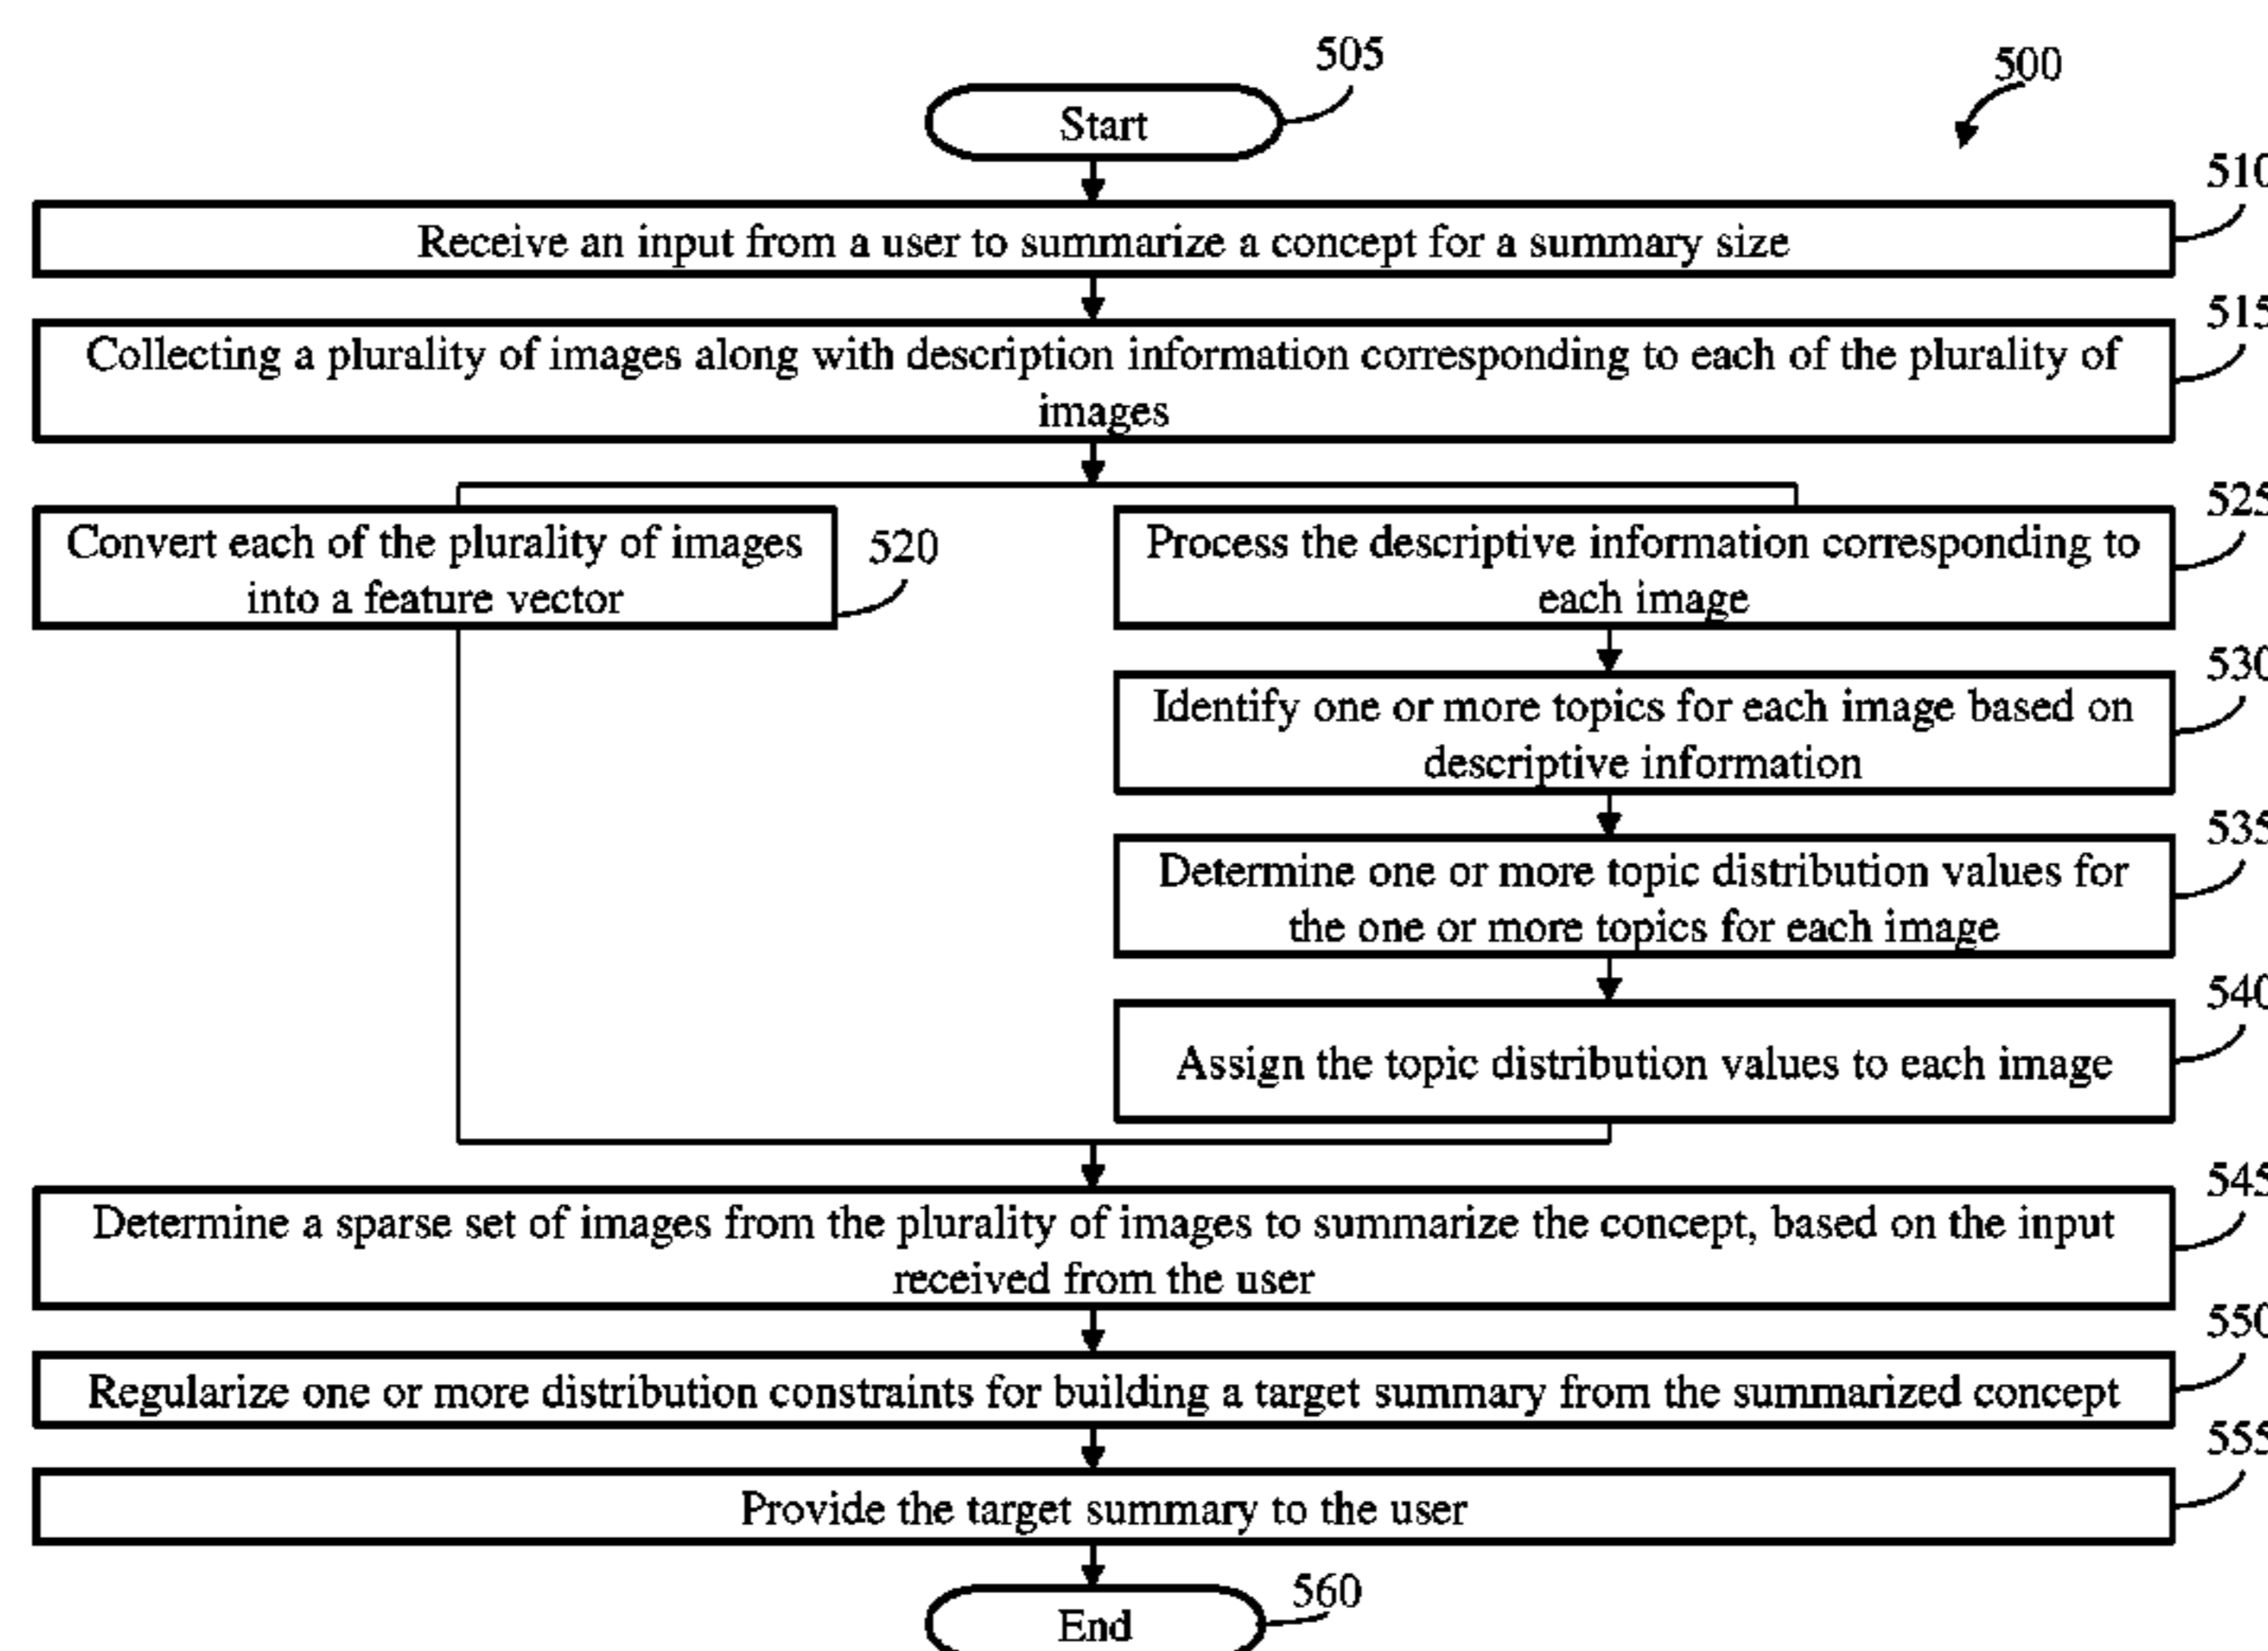 505
500
Start
510
Receive an input from a user to summarize a concept for a summary size
515
Collecting a plurality of images along with description information corresponding to each of the plurality of
images
525
Convert each of the plurality of images
into a feature vector
520
Process the descriptive information corresponding to
each image
530
Identify one or more topics for each image based on
descriptive information
535
Determine one or more topic distribution values for
the one or more topics for each image
540
Assign the topic distribution values to each image
545
Determine a sparse set of images from the plurality of images to summarize the concept, based on the input
received from the user
550
Regularize one or more distribution constraints for building a target summary from the summarized concept
555
Provide the target summary to the user
560
End